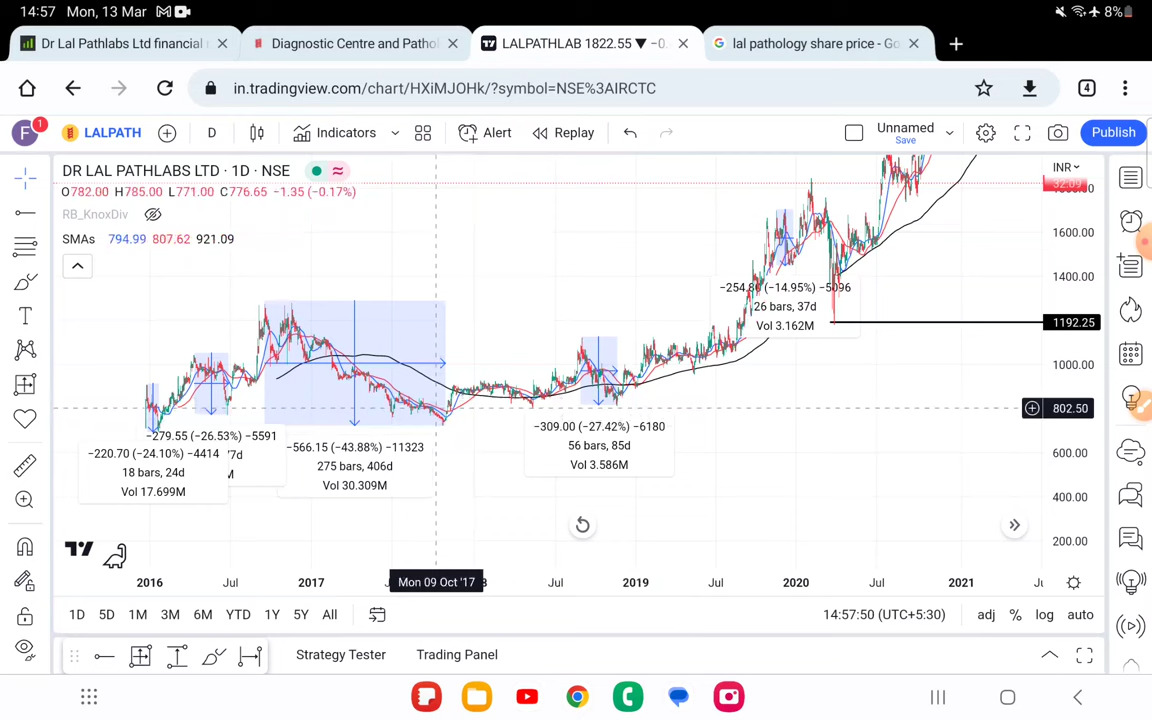 14:57 Mon, 13 Mar
8%
Dr Lal Pathlabs Ltd financial
Diagnostic Centre and Pathol
LALPATHLAB 1822.55 ▼ −0.
lal pathology share price - Go
in.tradingview.com/chart/HXiMJOHk/?symbol=NSE%3AIRCTC
4
F
1
LALPATH
D
Indicators
Alert
Replay
Unnamed
Save
Publish
DR LAL PATHLABS LTD · 1D · NSE
O782.00 H785.00 L771.00 C776.65 −1.35 (−0.17%)
RB_KnoxDiv
SMAs 794.99 807.62 921.09
INR
1600.00
1400.00
1192.25
1000.00
802.50
600.00
400.00
200.00
−254.86 (−14.95%) −5096
26 bars, 37d
Vol 3.162M
−279.55 (−26.53%) −5591
77d
M
−220.70 (−24.10%) −4414
18 bars, 24d
Vol 17.699M
−566.15 (−43.88%) −11323
275 bars, 406d
Vol 30.309M
−309.00 (−27.42%) −6180
56 bars, 85d
Vol 3.586M
2016 Jul 2017 Mon 09 Oct '17 Jul 2019 Jul 2020 Jul 2021
1D 5D 1M 3M 6M YTD 1Y 5Y All
14:57:50 (UTC+5:30)
adj % log auto
Strategy Tester
Trading Panel